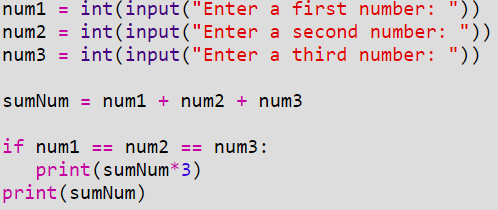 num1 = int(input("Enter a first number: "))
num2 = int(input("Enter a second number: "))
num3 = int(input("Enter a third number: "))

sumNum = num1 + num2 + num3

if num1 == num2 == num3:
   print(sumNum*3)
print(sumNum)